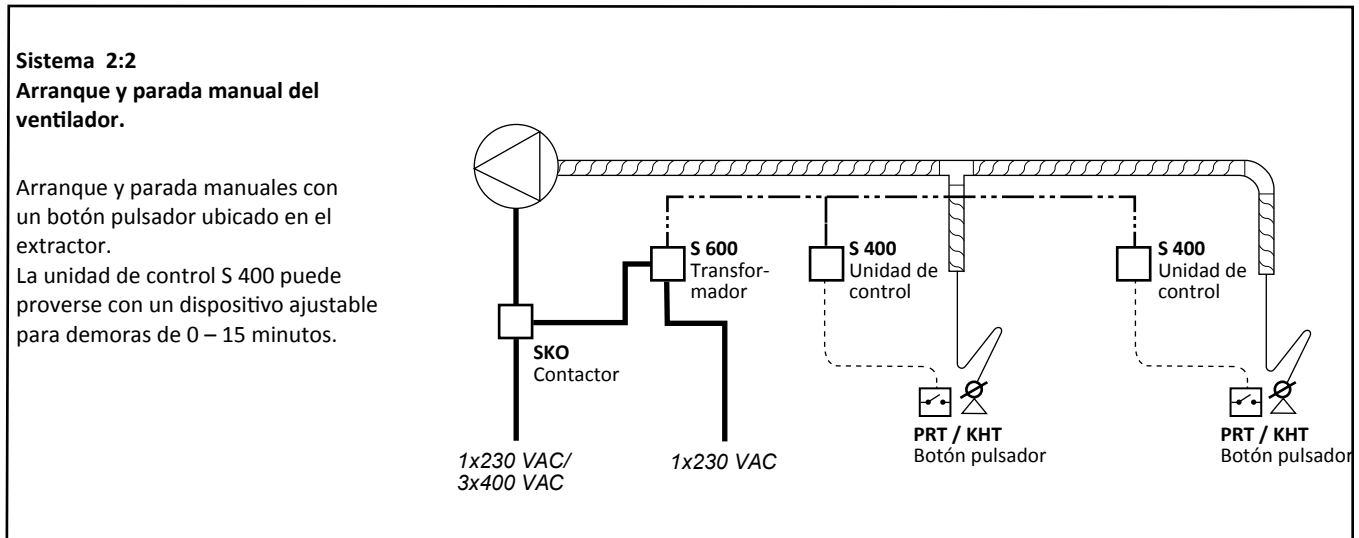 Sistema 2:2
Arranque y parada manual del
ventilador.
Arranque y parada manuales con
un botón pulsador ubicado en el
extractor.
La unidad de control S 400 puede
proverse con un dispositivo ajustable
para demoras de 0 – 15 minutos.
S 600
Transfor-
mador
S 400
Unidad de
control
S 400
Unidad de
control
SKO
Contactor
PRT / KHT
Botón pulsador
PRT / KHT
Botón pulsador
1x230 VAC/
3x400 VAC
1x230 VAC